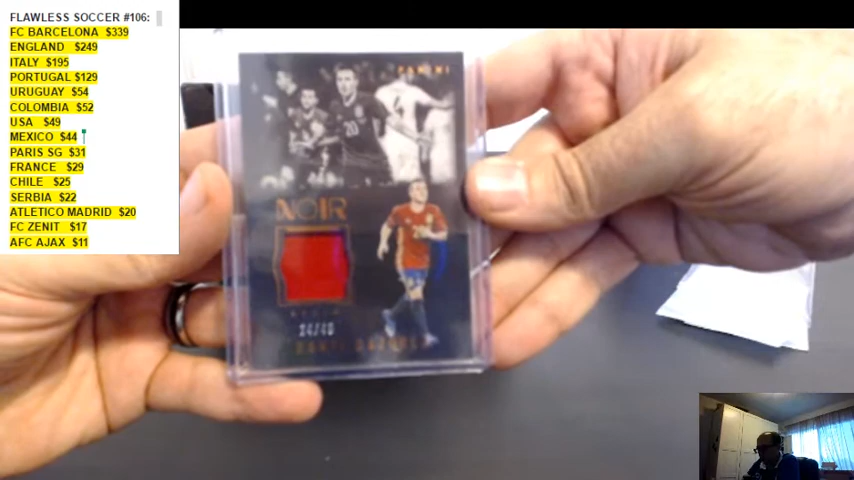 FLAWLESS SOCCER #106:
FC BARCELONA $339
ENGLAND $249
ITALY $195
PORTUGAL $129
URUGUAY $54
COLOMBIA $52
USA $49
MEXICO $44
PARIS SG $31
FRANCE $29
CHILE $25
SERBIA $22
ATLETICO MADRID $20
FC ZENIT $17
AFC AJAX $11
PANINI
20
NOIR